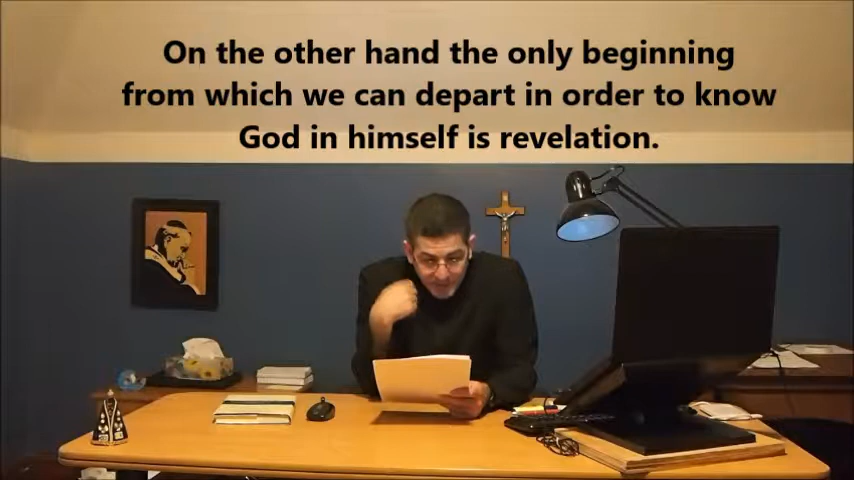 On the other hand the only beginning
from which we can depart in order to know
God in himself is revelation.